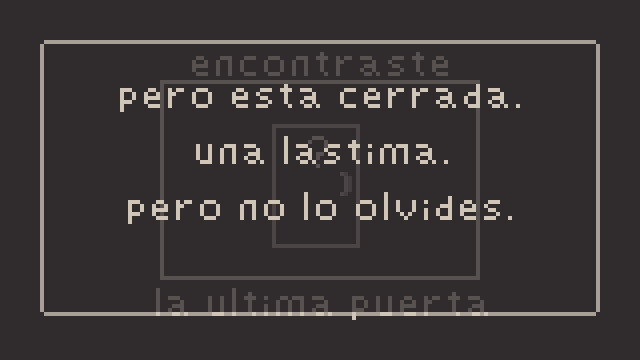 encontraste
pero esta cerrada.
una lastima.
pero no lo olvides.
la ultima puerta